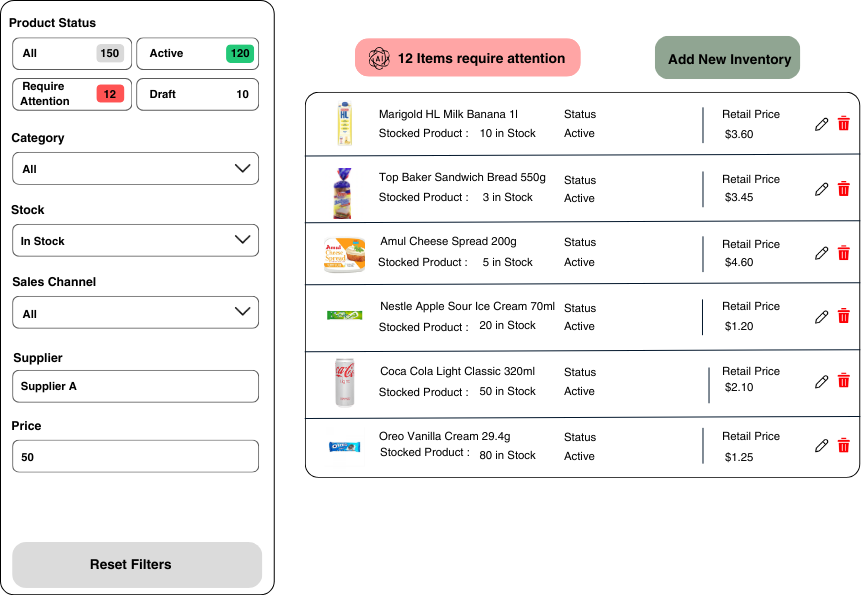 Product Status
All 150
Active 120
Require
Attention 12
Draft 10
Category
All
Stock
In Stock
Sales Channel
All
Supplier
Supplier A
Price
50
Reset Filters
AI 12 Items require attention
Add New Inventory
HL
Marigold HL Milk Banana 1l
Stocked Product : 10 in Stock
Status
Active
Retail Price
$3.60
Top Baker Sandwich Bread 550g
Stocked Product : 3 in Stock
Status
Active
Retail Price
$3.45
Amul
Cheese
Spread
Amul Cheese Spread 200g
Stocked Product : 5 in Stock
Status
Active
Retail Price
$4.60
Nestle Apple Sour Ice Cream 70ml
Stocked Product : 20 in Stock
Status
Active
Retail Price
$1.20
Coca Cola Light Classic 320ml
Stocked Product : 50 in Stock
Status
Active
Retail Price
$2.10
OREO
Oreo Vanilla Cream 29.4g
Stocked Product : 80 in Stock
Status
Active
Retail Price
$1.25